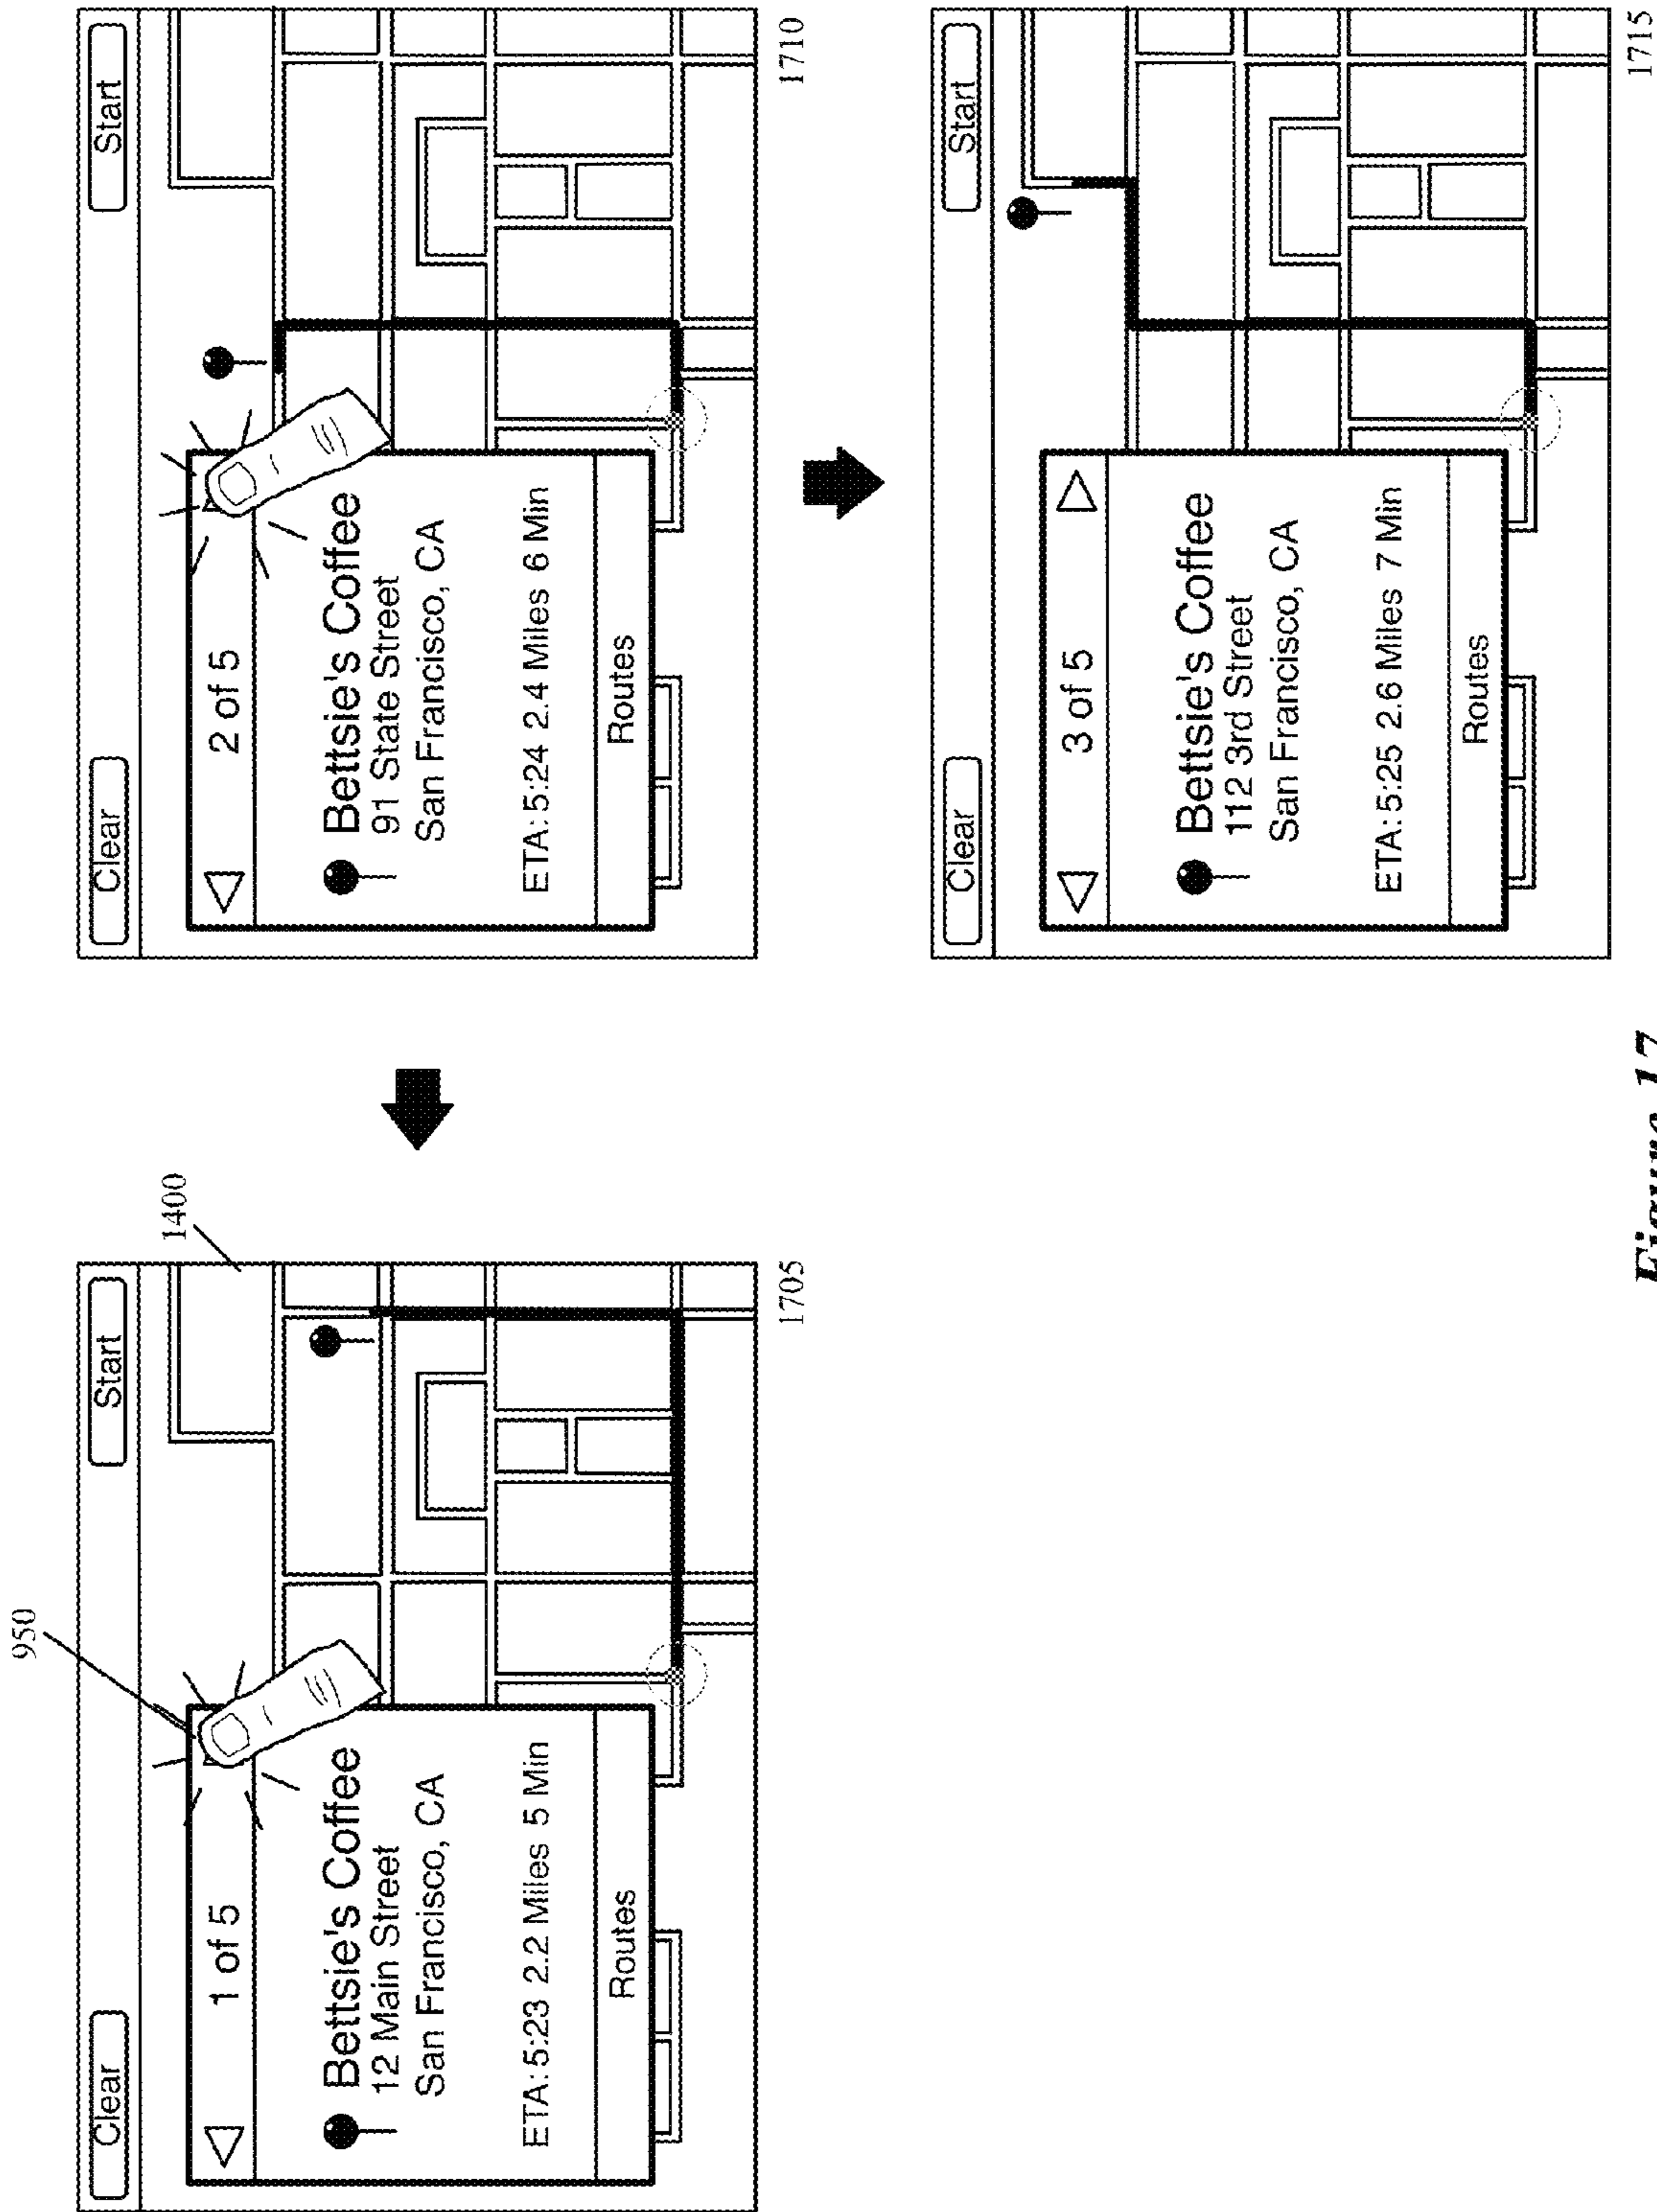 950
1400
Clear
Start
1 of 5
Bettsie's Coffee
12 Main Street
San Francisco, CA
ETA: 5:23 2.2 Miles 5 Min
Routes
1705
Clear
Start
2 of 5
Bettsie's Coffee
91 State Street
San Francisco, CA
ETA: 5:24 2.4 Miles 6 Min
Routes
1710
Clear
Start
3 of 5
Bettsie's Coffee
112 3rd Street
San Francisco, CA
ETA: 5:25 2.6 Miles 7 Min
Routes
1715
Figure 17